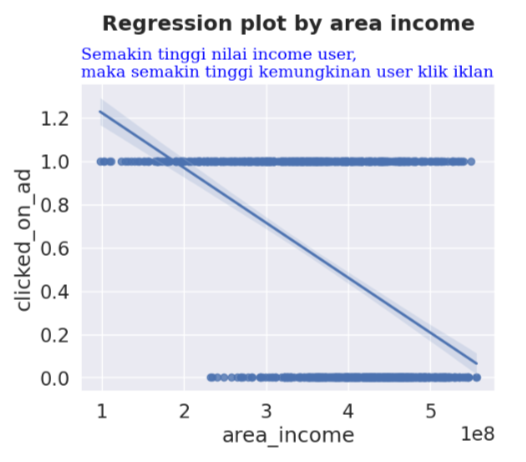 Regression plot by area income
Semakin tinggi nilai income user,
maka semakin tinggi kemungkinan user klik iklan
1.2
1.0
0.8
0.6
0.4
0.2
0.0
clicked_on_ad
1 2 3 4 5
1e8
area_income